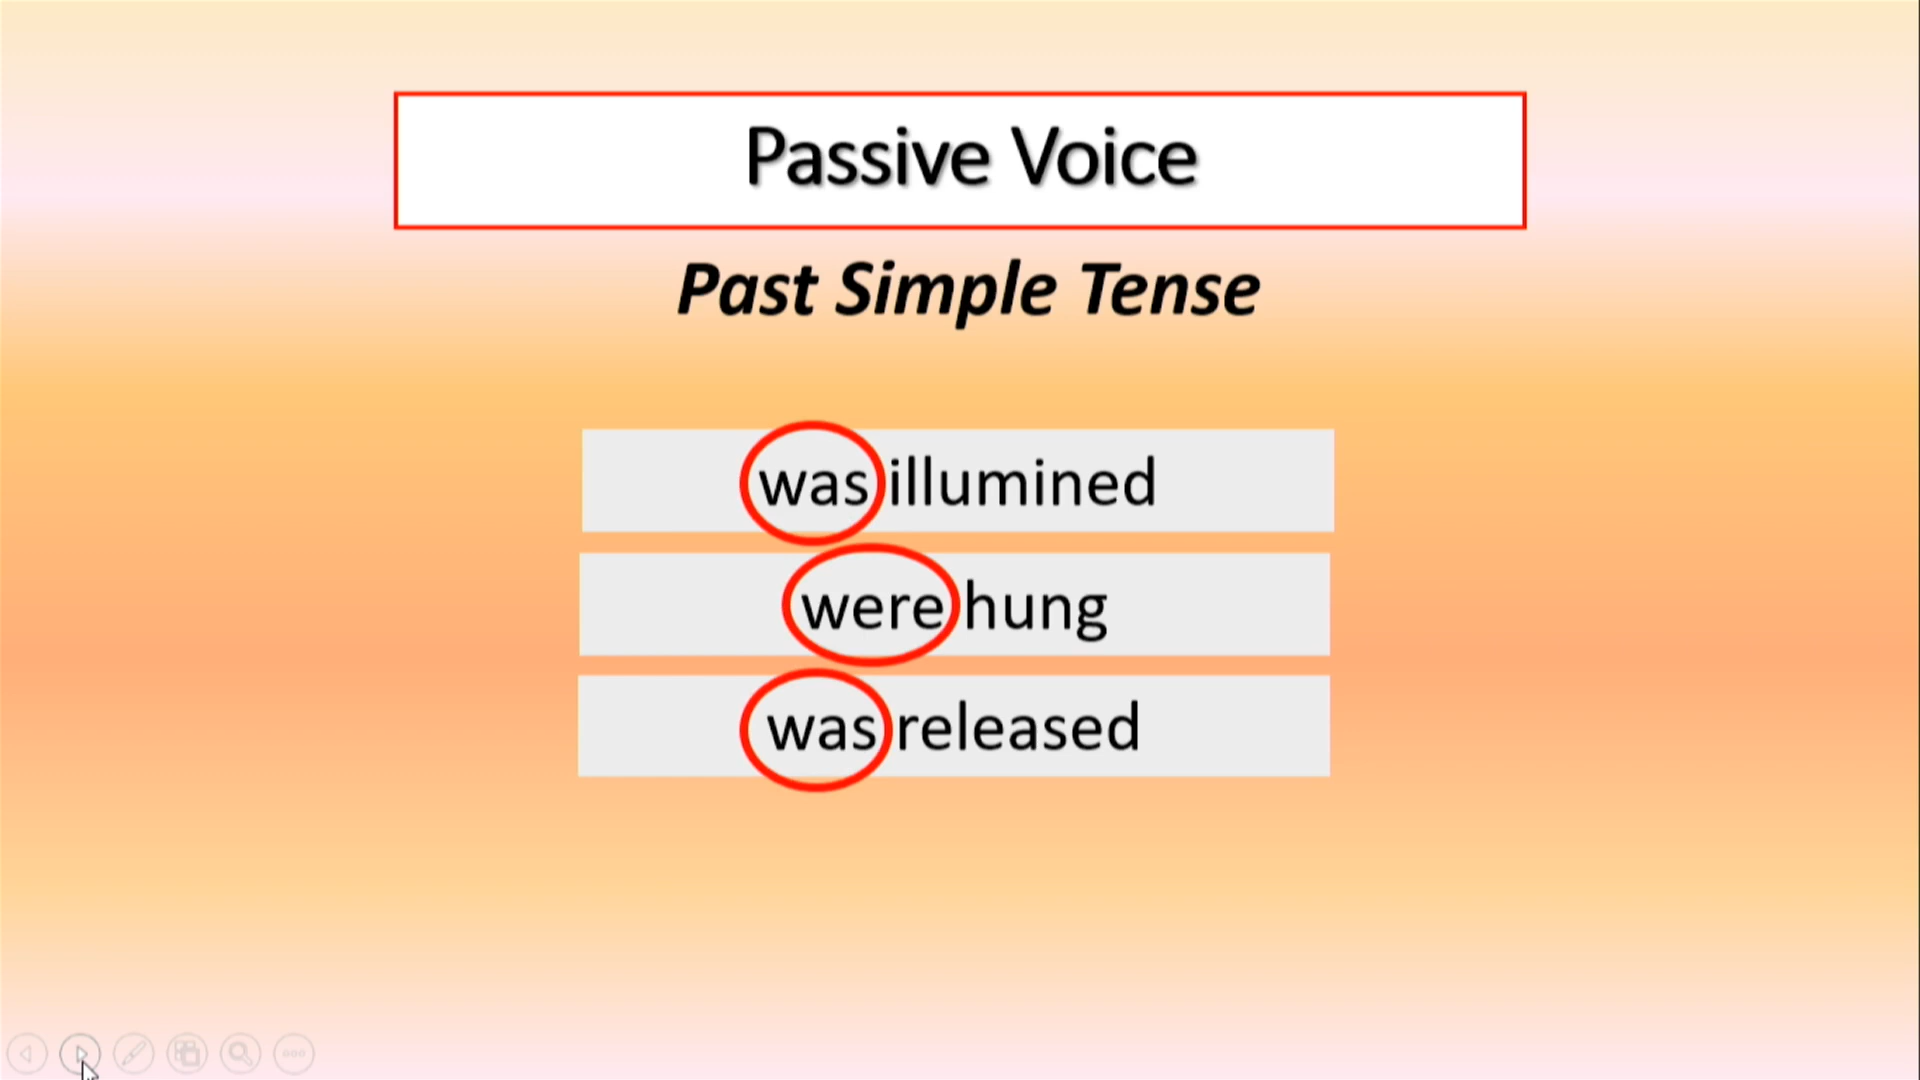 Passive Voice
Past Simple Tense
was illumined
were hung
was released